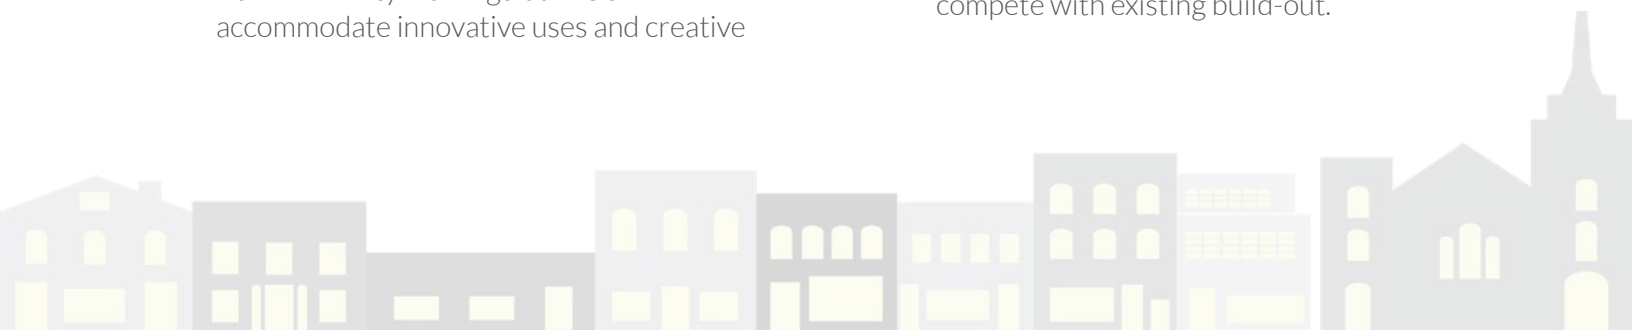 accommodate innovative uses and creative
compete with existing build-out.